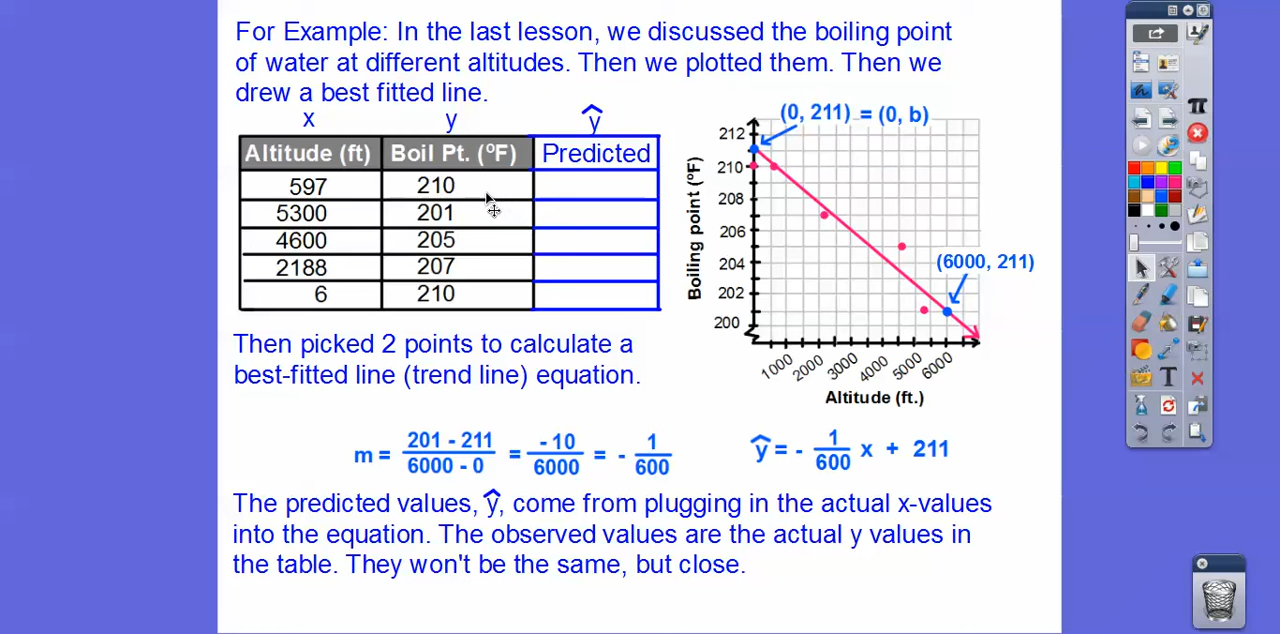 For Example: In the last lesson, we discussed the boiling point
of water at different altitudes. Then we plotted them. Then we
drew a best fitted line.
x y ŷ
Altitude (ft) Boil Pt. (°F) Predicted
597 210
5300 201
4600 205
2188 207
6 210
(0, 211) = (0, b)
212
210
208
206
204
202
200
Boiling point (°F)
(6000, 211)
1000 2000 3000 4000 5000 6000
Altitude (ft.)
Then picked 2 points to calculate a
best-fitted line (trend line) equation.
m = 201 - 211 / 6000 - 0 = - 10 / 6000 = - 1 / 600
ŷ = - 1 / 600 x + 211
The predicted values, ŷ, come from plugging in the actual x-values
into the equation. The observed values are the actual y values in
the table. They won't be the same, but close.
π
T